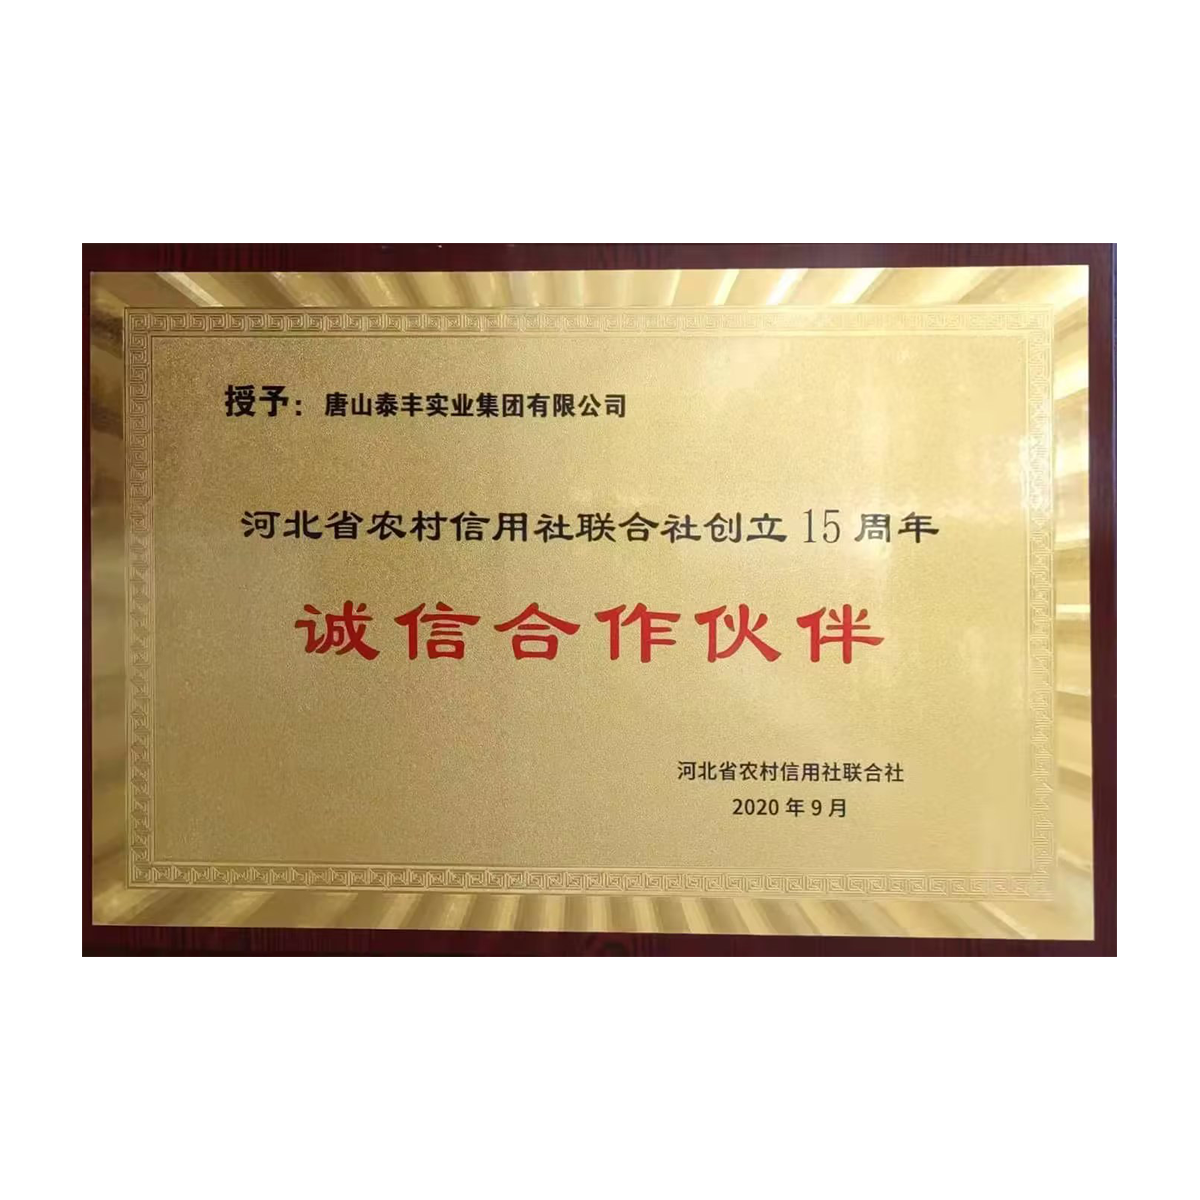 授予：唐山泰丰实业集团有限公司
河北省农村信用社联合社创立15周年
诚信合作伙伴
河北省农村信用社联合社
2020年9月